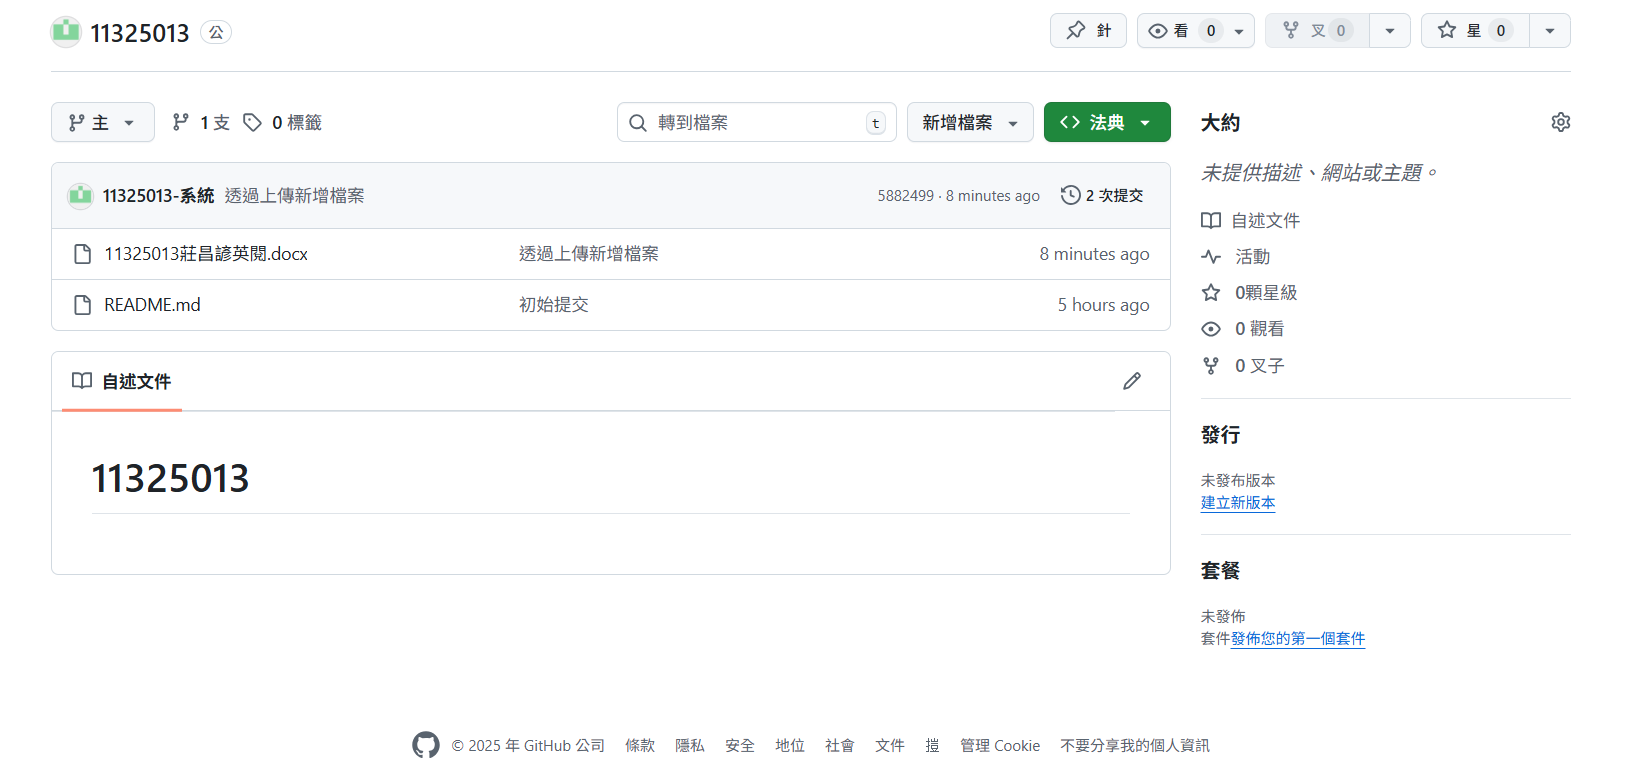 11325013 公
針
看 0
叉 0
星 0
主
1 支
0 標籤
轉到檔案 t
新增檔案
法典
11325013-系統 透過上傳新增檔案
5882499 · 8 minutes ago
2 次提交
11325013莊昌諺英閱.docx 透過上傳新增檔案 8 minutes ago
README.md 初始提交 5 hours ago
自述文件
11325013
大約
未提供描述、網站或主題。
自述文件
活動
0顆星級
0 觀看
0 叉子
發行
未發布版本
建立新版本
套餐
未發佈
套件發佈您的第一個套件
© 2025 年 GitHub 公司 條款 隱私 安全 地位 社會 文件 㨟 管理 Cookie 不要分享我的個人資訊